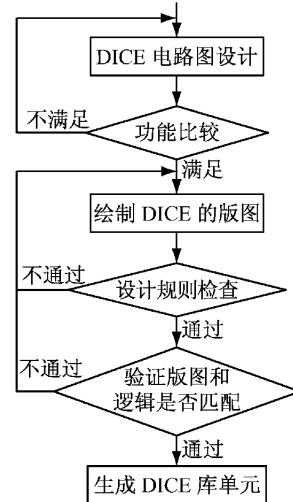 DICE 电路图设计
不满足
功能比较
满足
绘制 DICE 的版图
不通过
设计规则检查
通过
不通过
验证版图和
逻辑是否匹配
通过
生成 DICE 库单元